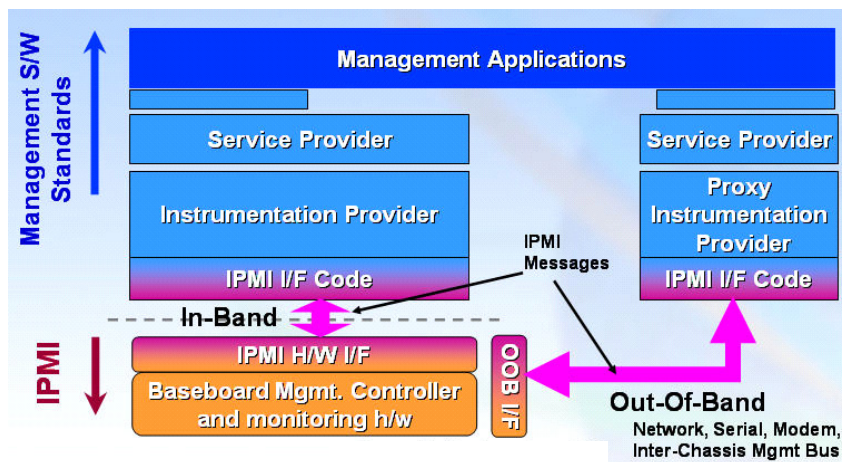 Management S/W
Standards
Management Applications
Service Provider
Instrumentation Provider
IPMI I/F Code
Service Provider
Proxy
Instrumentation
Provider
IPMI I/F Code
IPMI
Messages
In-Band
IPMI
IPMI H/W I/F
Baseboard Mgmt. Controller
and monitoring h/w
OOB I/F
Out-Of-Band
Network, Serial, Modem,
Inter-Chassis Mgmt Bus